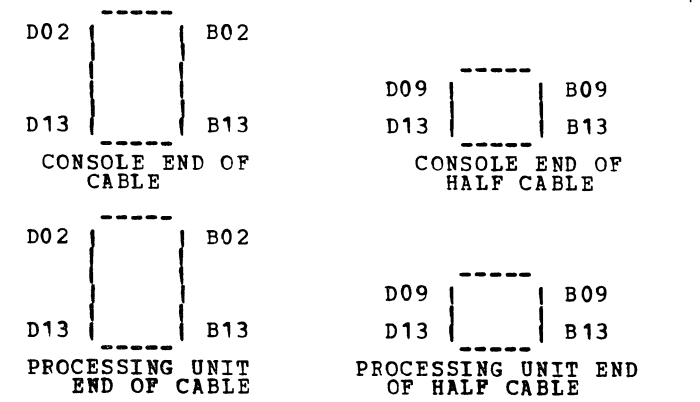 D02 B02
D13 B13
CONSOLE END OF
CABLE
D09 B09
D13 B13
CONSOLE END OF
HALF CABLE
D02 B02
D13 B13
PROCESSING UNIT
END OF CABLE
D09 B09
D13 B13
PROCESSING UNIT END
OF HALF CABLE